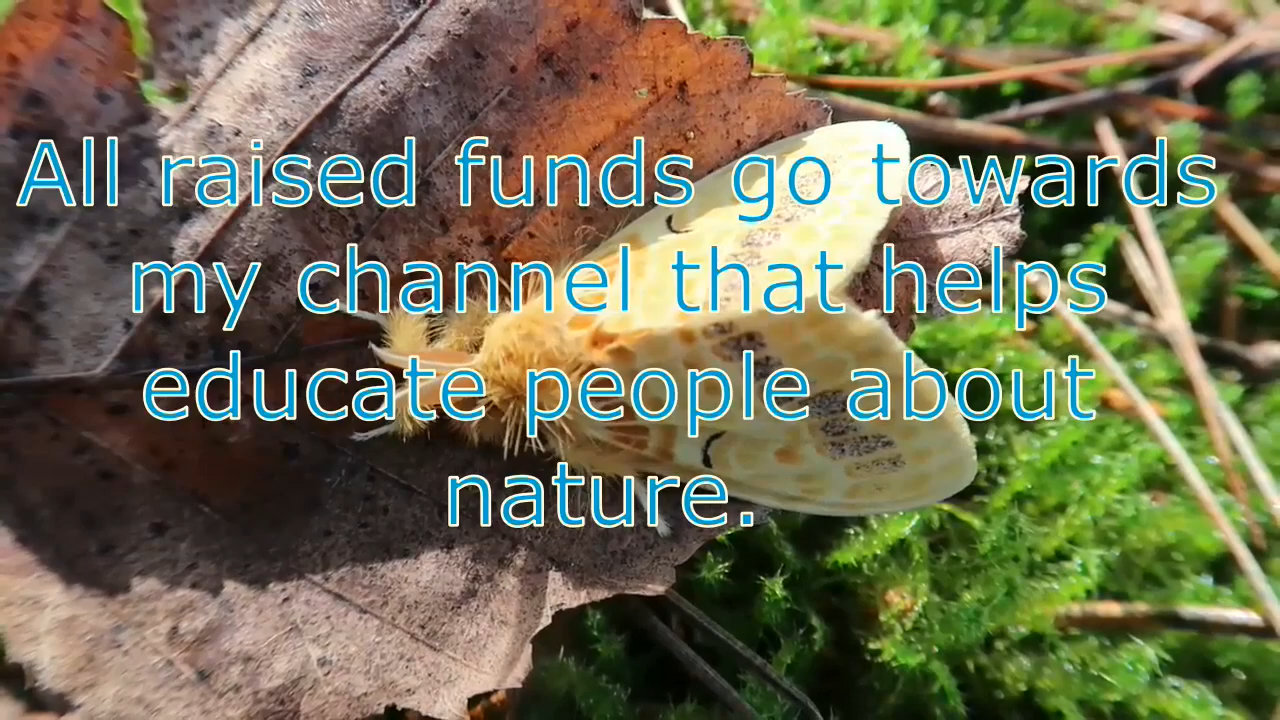 All raised funds go towards
my channel that helps
educate people about
nature.